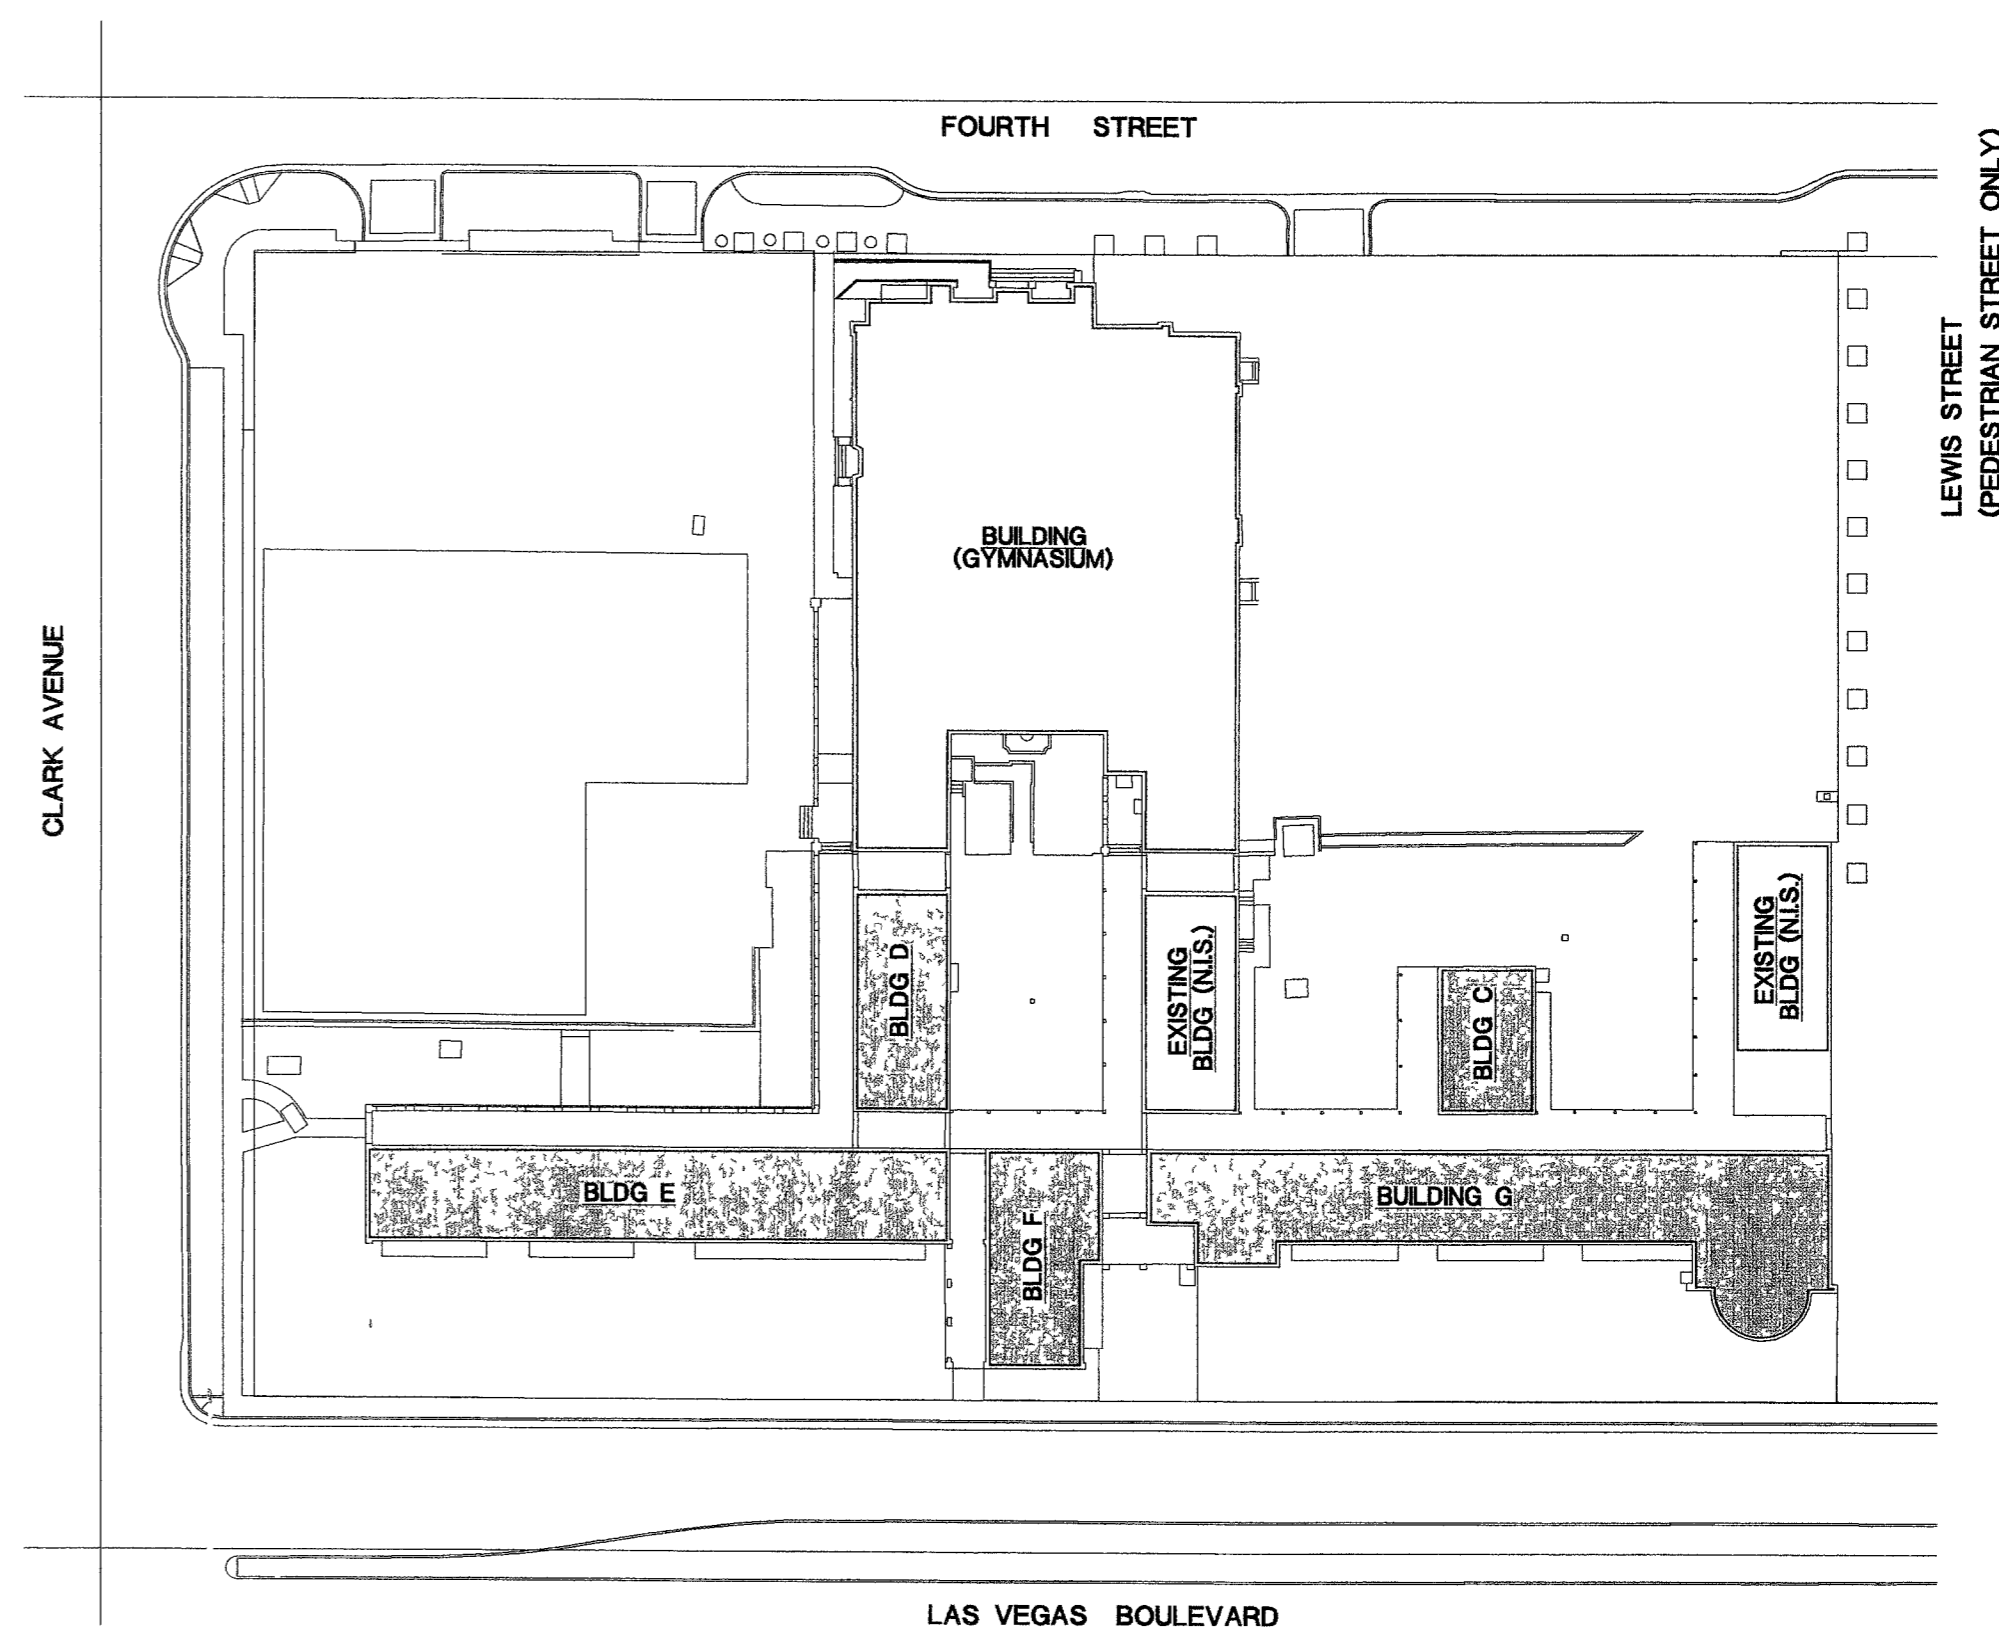 FOURTH STREET
LEWIS STREET
(PEDESTRIAN STREET ONLY)
CLARK AVENUE
BUILDING
(GYMNASIUM)
BLDG D
EXISTING
BLDG (N.I.S.)
BLDG C
EXISTING
BLDG (N.I.S.)
BLDG E
BLDG F
BUILDING G
LAS VEGAS BOULEVARD